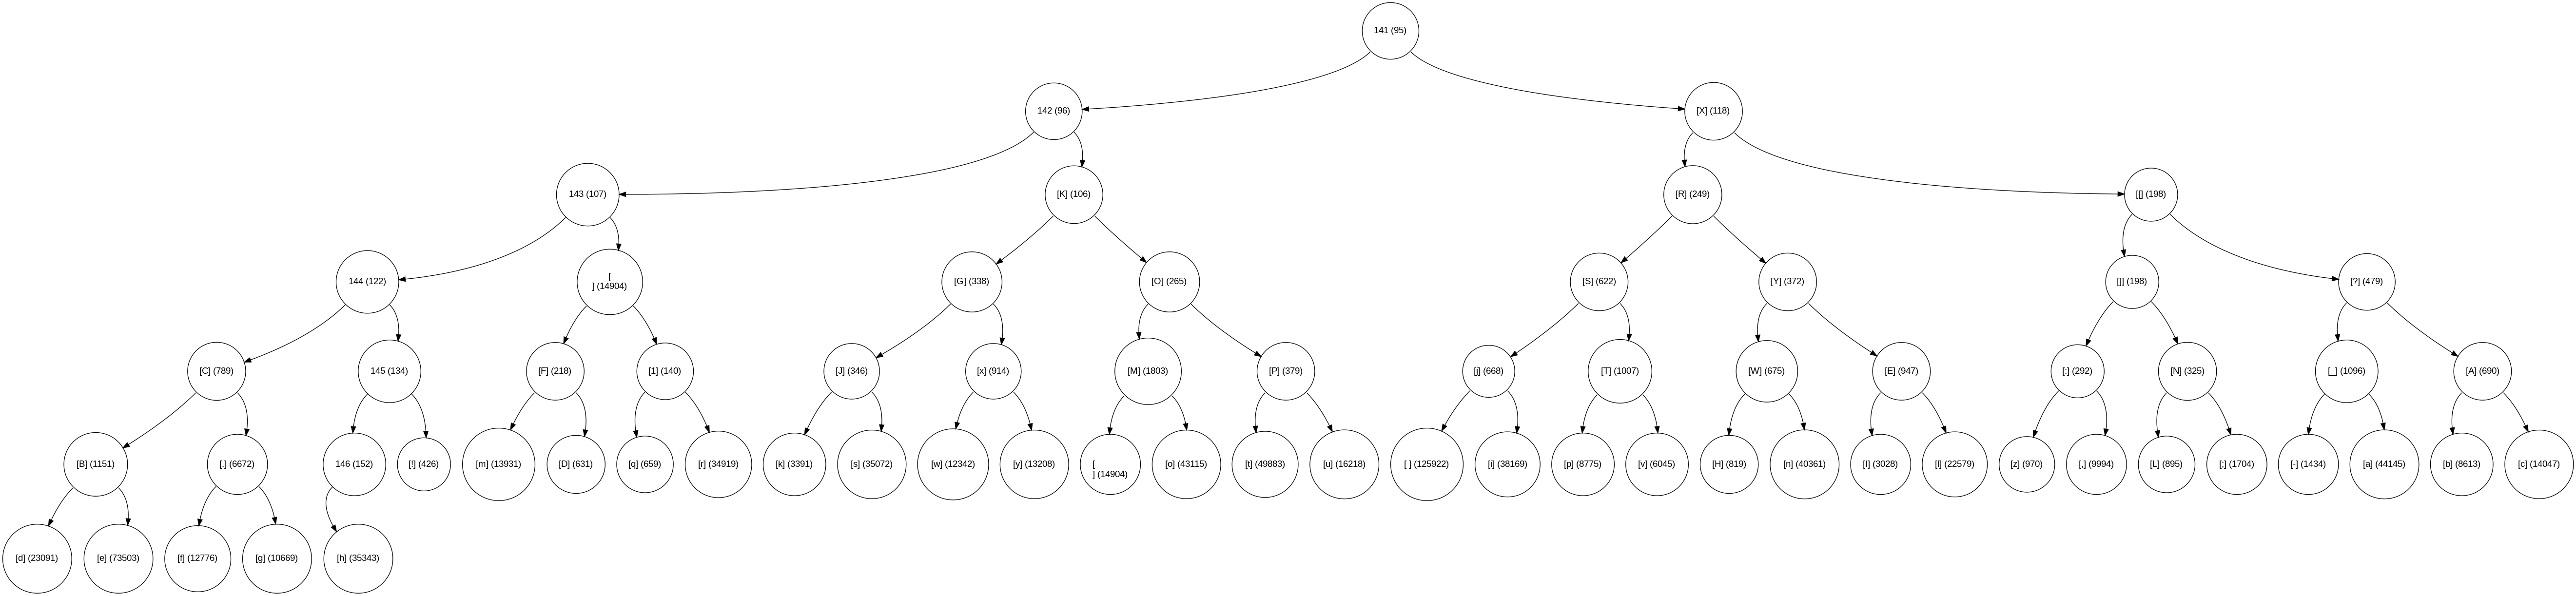 141 (95)
142 (96)
[X] (118)
143 (107)
[K] (106)
[R] (249)
[[] (198)
144 (122)
[
] (14904)
[G] (338)
[O] (265)
[S] (622)
[Y] (372)
[]] (198)
[?] (479)
[C] (789)
145 (134)
[F] (218)
[1] (140)
[J] (346)
[x] (914)
[M] (1803)
[P] (379)
[j] (668)
[T] (1007)
[W] (675)
[E] (947)
[:] (292)
[N] (325)
[_] (1096)
[A] (690)
[B] (1151)
[.] (6672)
146 (152)
[!] (426)
[m] (13931)
[D] (631)
[q] (659)
[r] (34919)
[k] (3391)
[s] (35072)
[w] (12342)
[y] (13208)
[
] (14904)
[o] (43115)
[t] (49883)
[u] (16218)
[ ] (125922)
[i] (38169)
[p] (8775)
[v] (6045)
[H] (819)
[n] (40361)
[I] (3028)
[l] (22579)
[z] (970)
[,] (9994)
[L] (895)
[;] (1704)
[-] (1434)
[a] (44145)
[b] (8613)
[c] (14047)
[d] (23091)
[e] (73503)
[f] (12776)
[g] (10669)
[h] (35343)